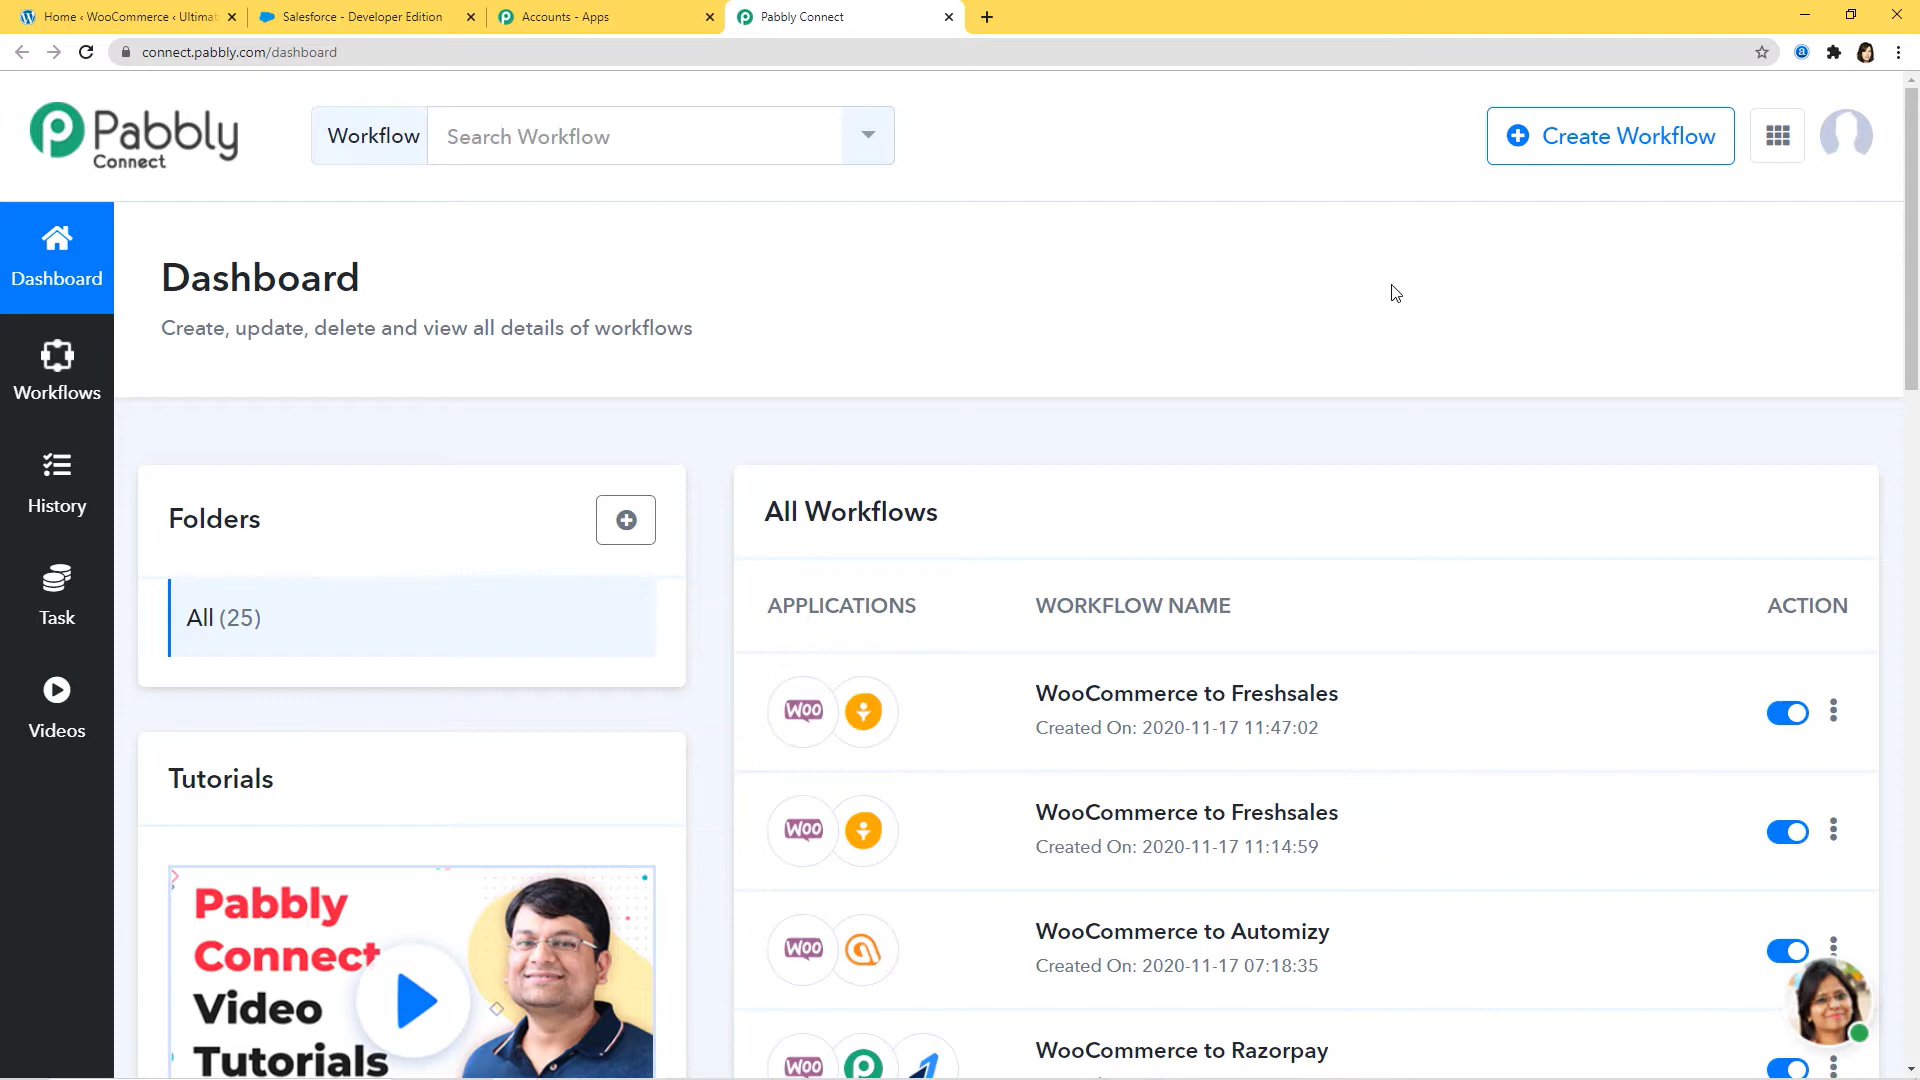 Home ‹ WooCommerce ‹ Ultimat
Salesforce - Developer Edition
Accounts - Apps
Pabbly Connect
connect.pabbly.com/dashboard
Pabbly
Connect
Workflow
Search Workflow
Create Workflow
Dashboard
Dashboard
Create, update, delete and view all details of workflows
Workflows
History
Task
Videos
Folders
All (25)
Tutorials
Pabbly
Connect
Video
Tutorials
All Workflows
APPLICATIONS WORKFLOW NAME ACTION
Woo
WooCommerce to Freshsales
Created On: 2020-11-17 11:47:02
Woo
WooCommerce to Freshsales
Created On: 2020-11-17 11:14:59
Woo
WooCommerce to Automizy
Created On: 2020-11-17 07:18:35
Woo
WooCommerce to Razorpay